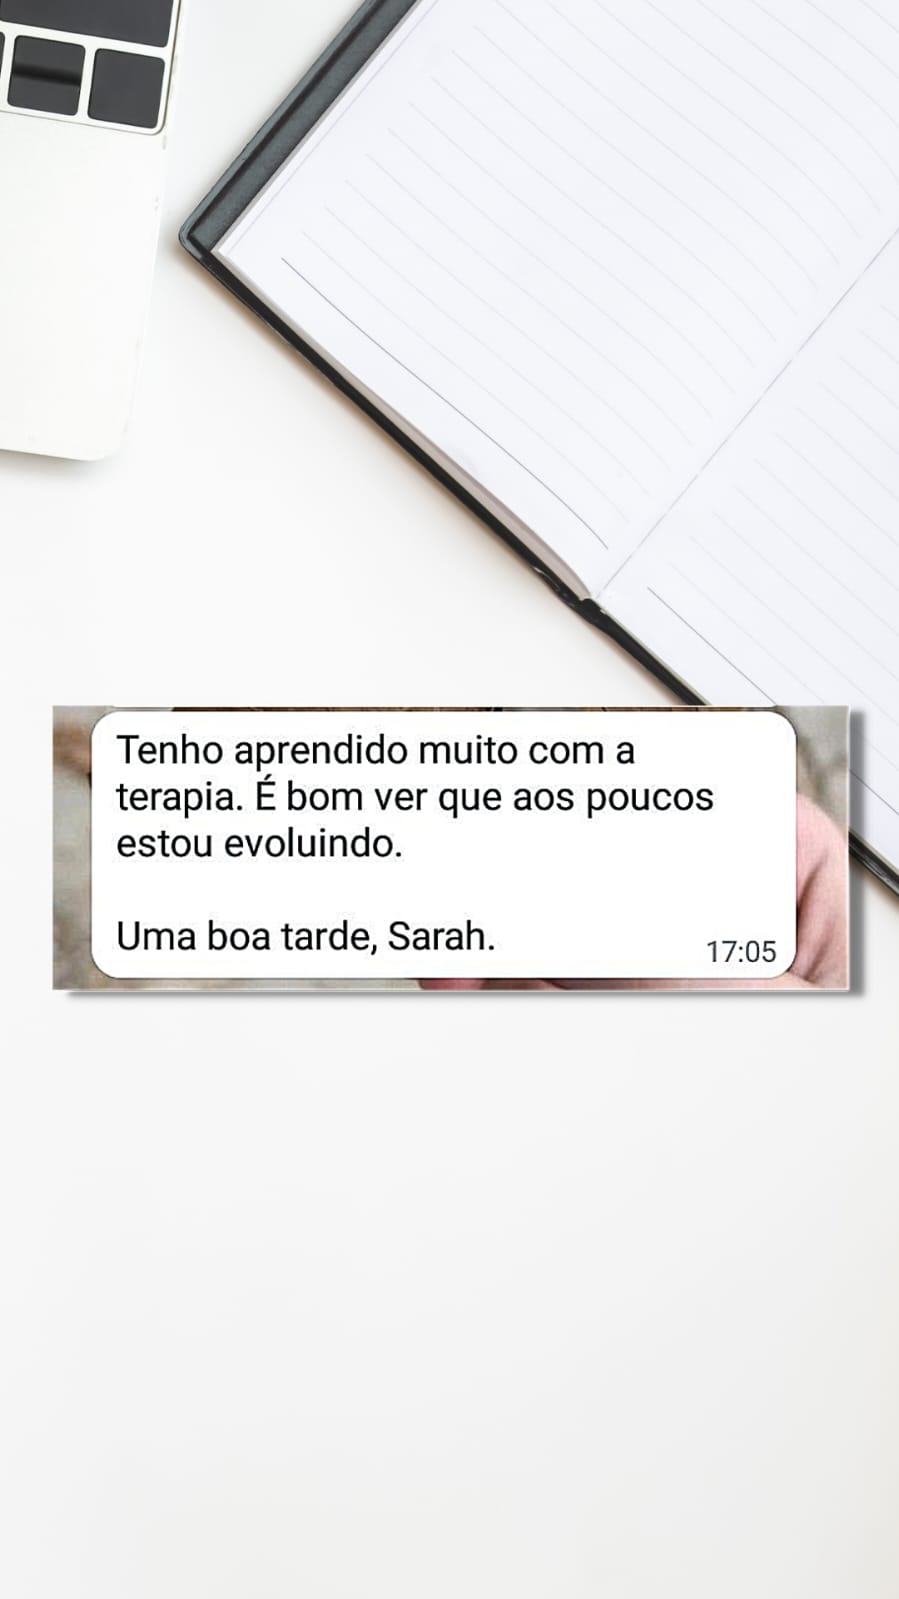 Tenho aprendido muito com a
terapia. É bom ver que aos poucos
estou evoluindo.
Uma boa tarde, Sarah.
17:05